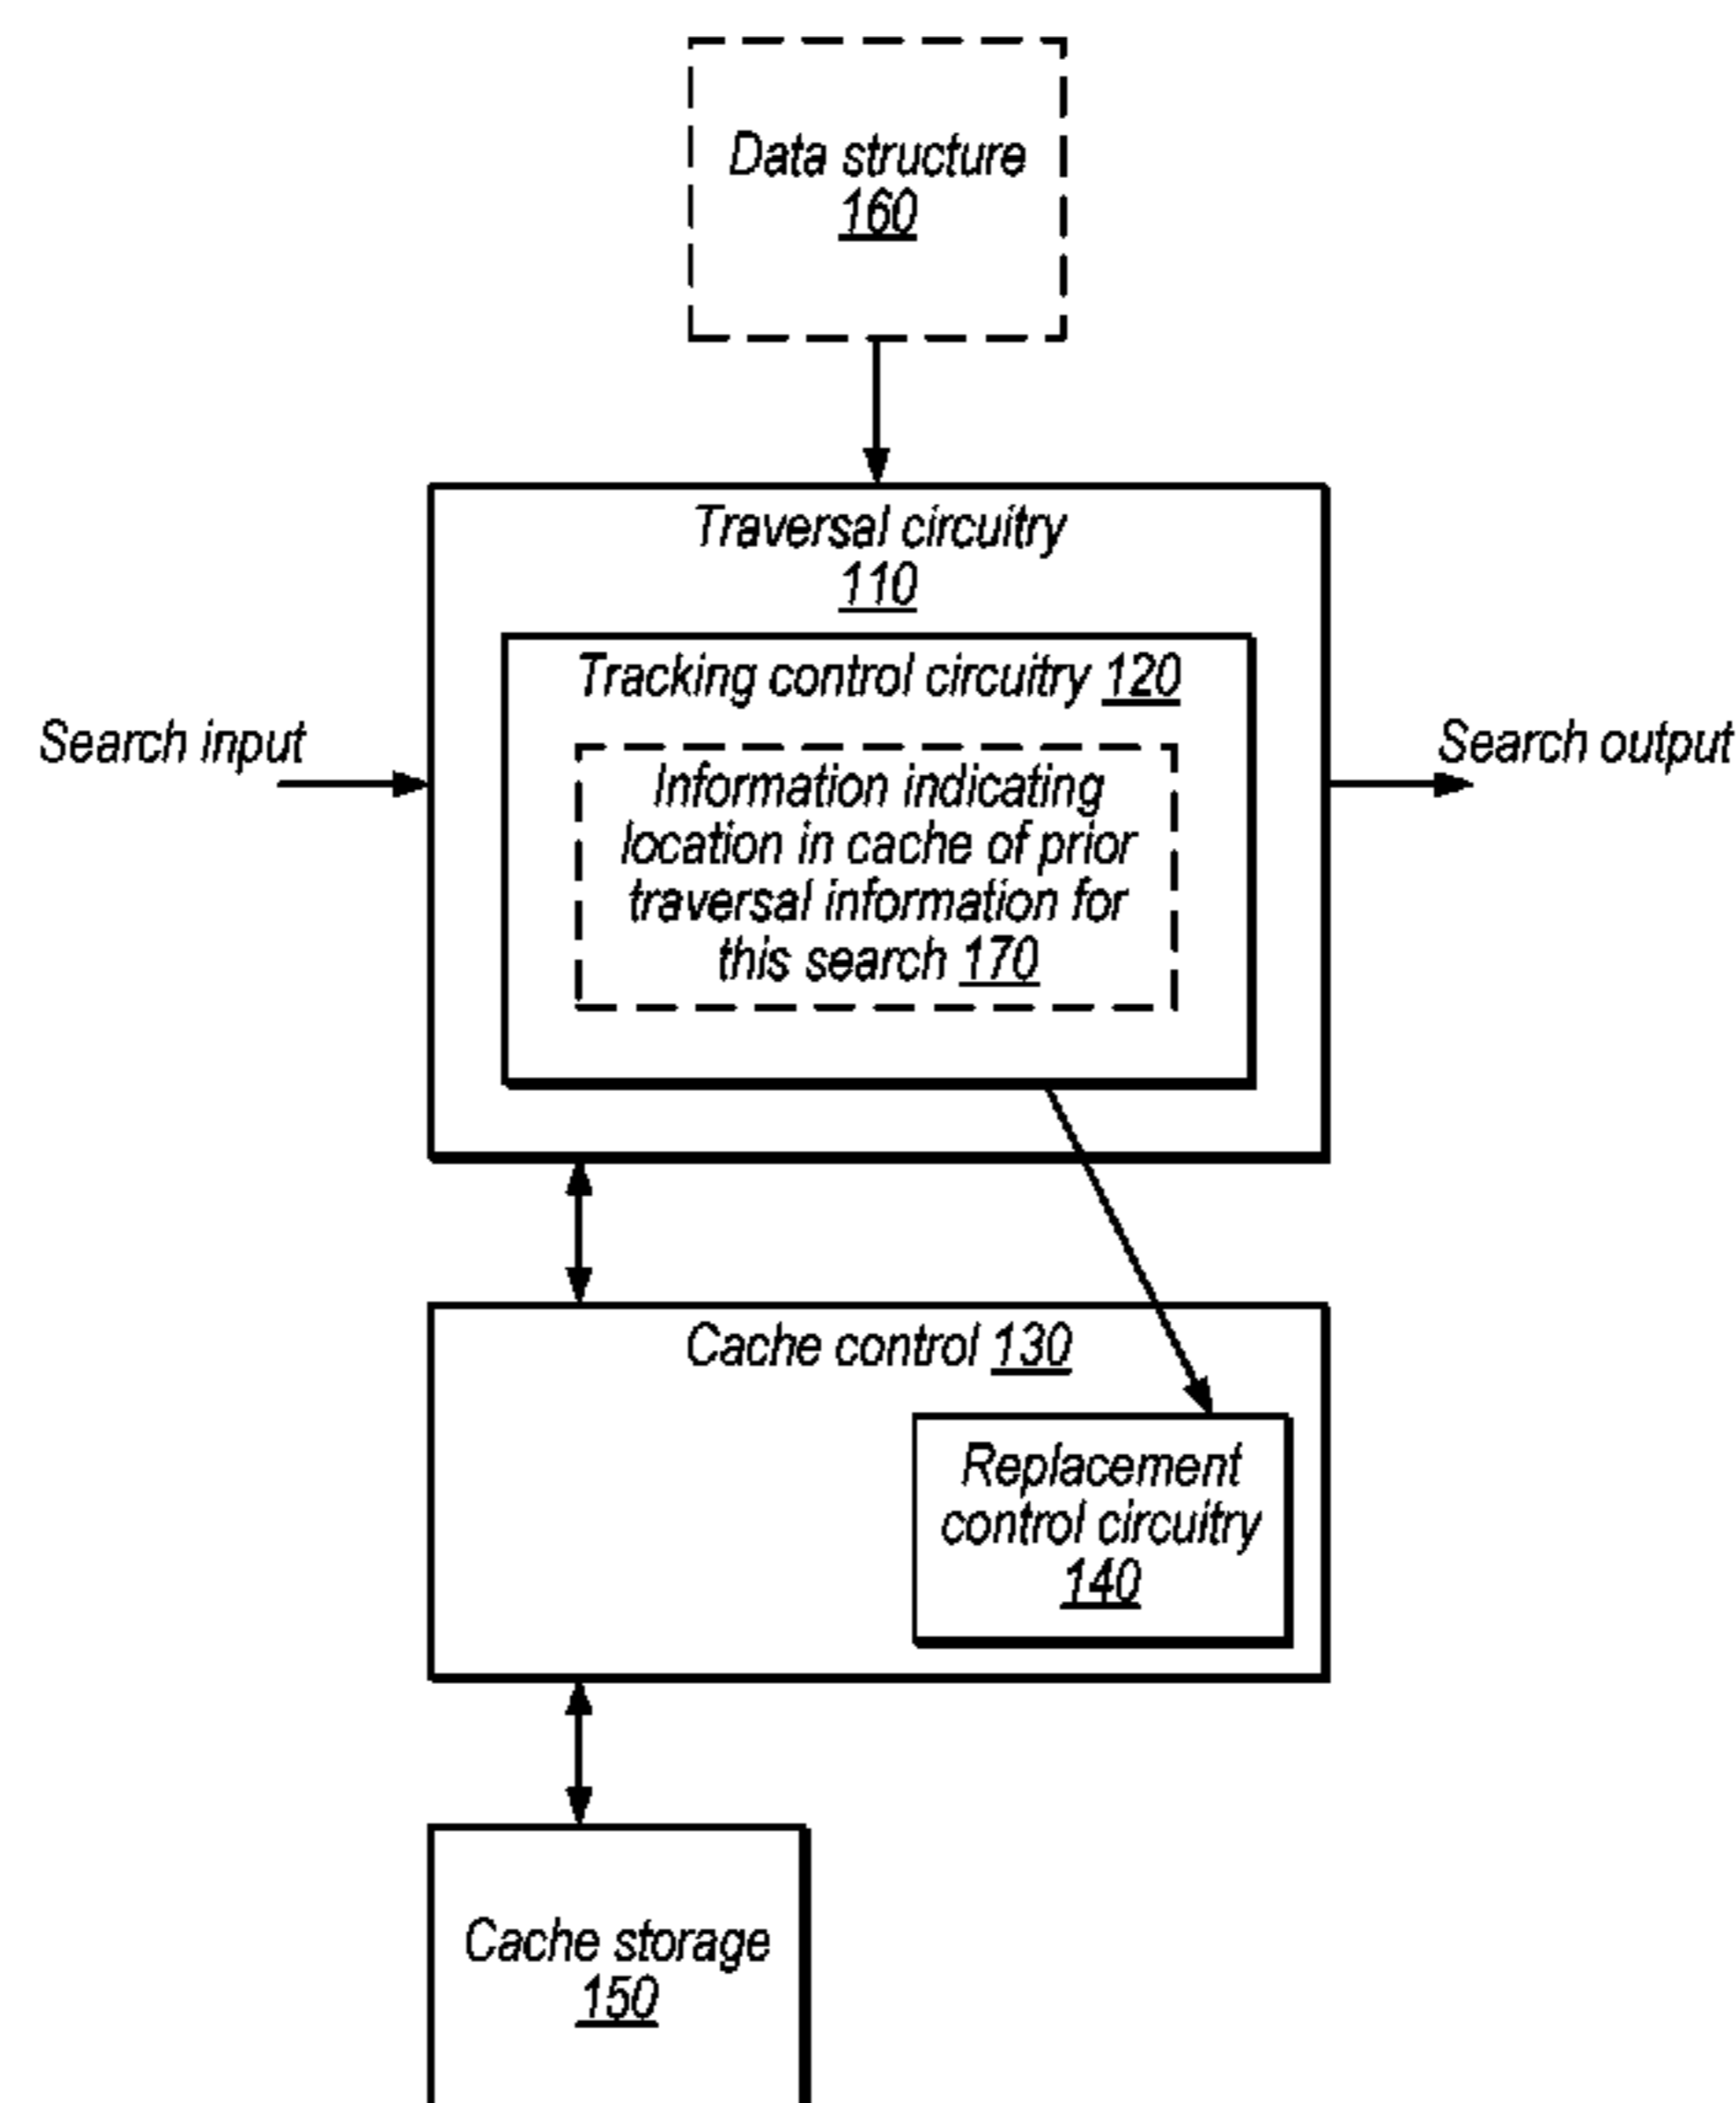 Data structure
160
Traversal circuitry
110
Tracking control circuitry 120
Search input
Search output
Information indicating
location in cache of prior
traversal information for
this search 170
Cache control 130
Replacement
control circuitry
140
Cache storage
150